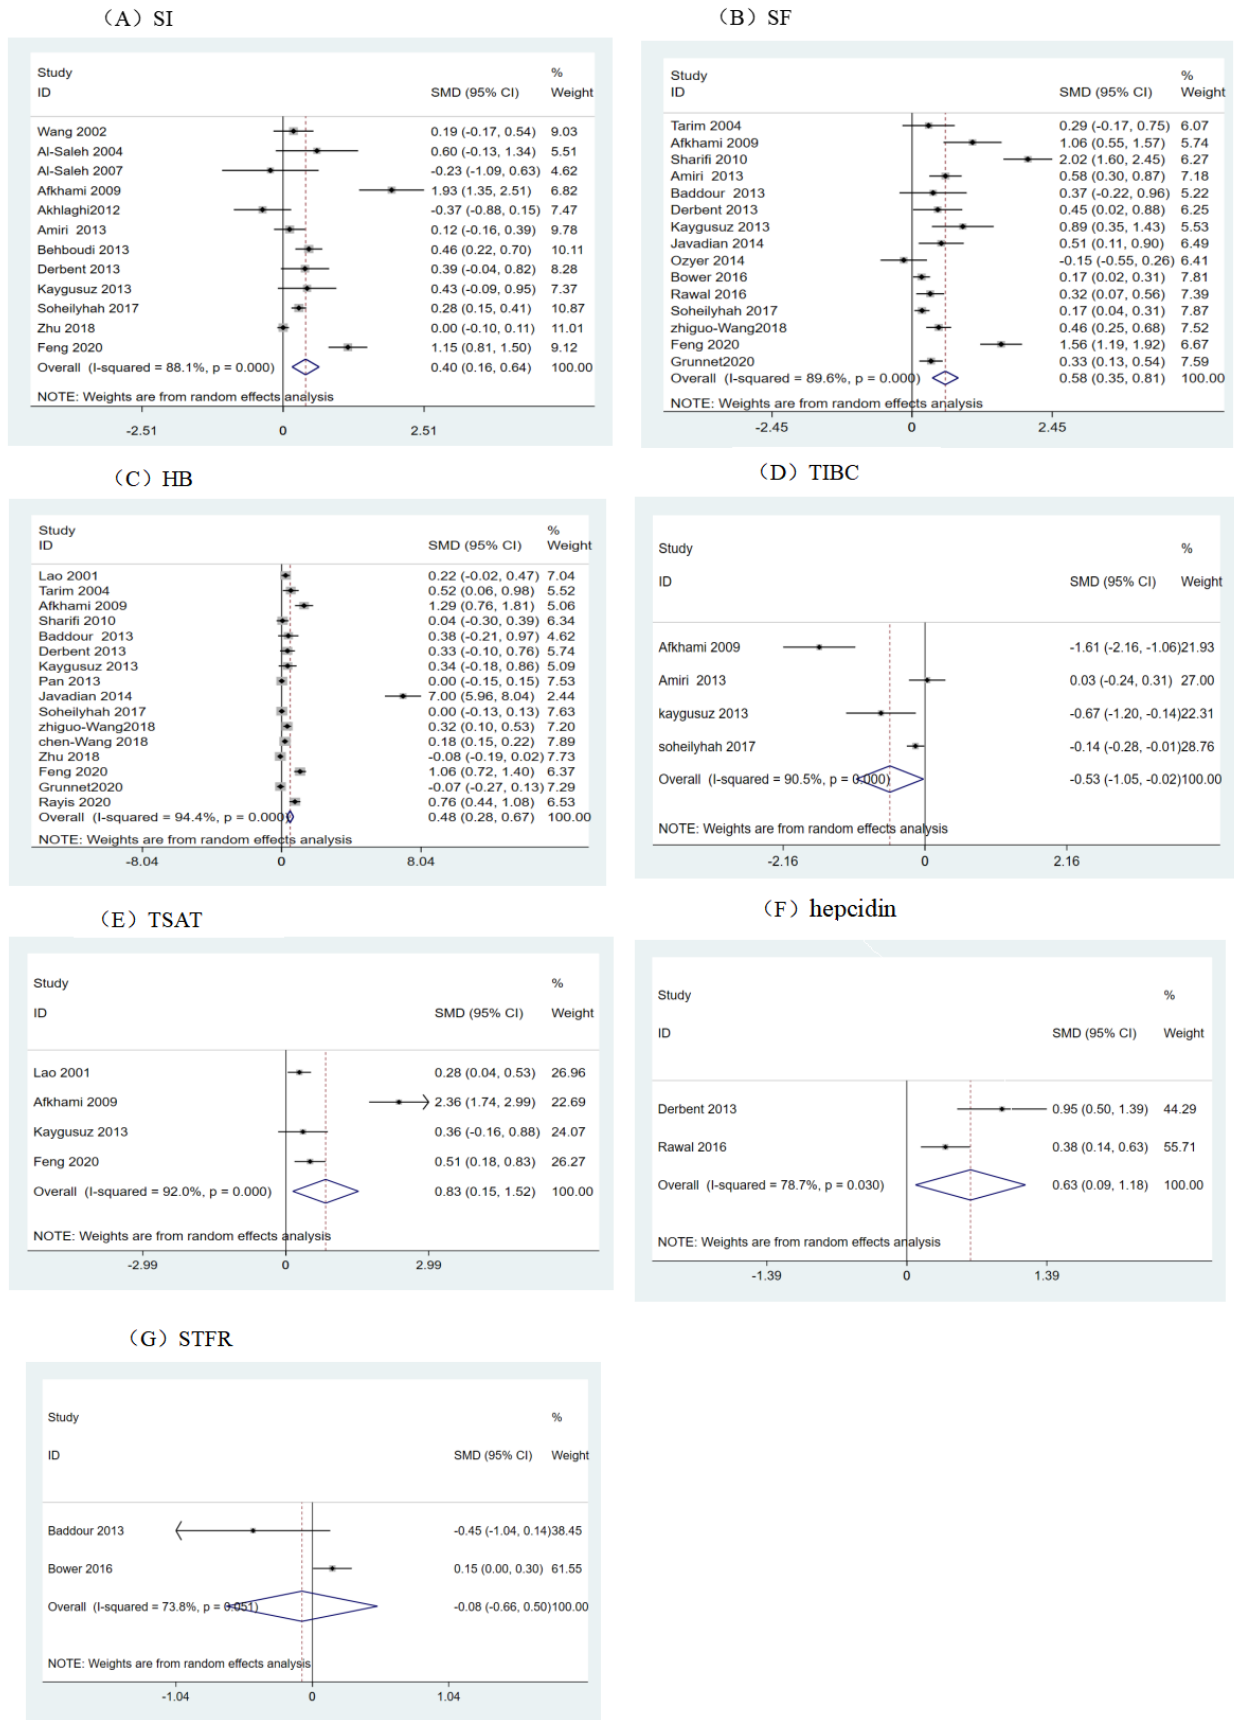 （A）SI
Study %
ID SMD (95% CI) Weight
Wang 2002 0.19 (-0.17, 0.54) 9.03
Al-Saleh 2004 0.60 (-0.13, 1.34) 5.51
Al-Saleh 2007 -0.23 (-1.09, 0.63) 4.62
Afkhami 2009 1.93 (1.35, 2.51) 6.82
Akhlaghi2012 -0.37 (-0.88, 0.15) 7.47
Amiri 2013 0.12 (-0.16, 0.39) 9.78
Behboudi 2013 0.46 (0.22, 0.70) 10.11
Derbent 2013 0.39 (-0.04, 0.82) 8.28
Kaygusuz 2013 0.43 (-0.09, 0.95) 7.37
Soheilyhah 2017 0.28 (0.15, 0.41) 10.87
Zhu 2018 0.00 (-0.10, 0.11) 11.01
Feng 2020 1.15 (0.81, 1.50) 9.12
Overall (I-squared = 88.1%, p = 0.000) 0.40 (0.16, 0.64) 100.00
NOTE: Weights are from random effects analysis
-2.51 0 2.51
（B）SF
Study %
ID SMD (95% CI) Weight
Tarim 2004 0.29 (-0.17, 0.75) 6.07
Afkhami 2009 1.06 (0.55, 1.57) 5.74
Sharifi 2010 2.02 (1.60, 2.45) 6.27
Amiri 2013 0.58 (0.30, 0.87) 7.18
Baddour 2013 0.37 (-0.22, 0.96) 5.22
Derbent 2013 0.45 (0.02, 0.88) 6.25
Kaygusuz 2013 0.89 (0.35, 1.43) 5.53
Javadian 2014 0.51 (0.11, 0.90) 6.49
Ozyer 2014 -0.15 (-0.55, 0.26) 6.41
Bower 2016 0.17 (0.02, 0.31) 7.81
Rawal 2016 0.32 (0.07, 0.56) 7.39
Soheilyhah 2017 0.17 (0.04, 0.31) 7.87
zhiguo-Wang2018 0.46 (0.25, 0.68) 7.52
Feng 2020 1.56 (1.19, 1.92) 6.67
Grunnet2020 0.33 (0.13, 0.54) 7.59
Overall (I-squared = 89.6%, p = 0.000) 0.58 (0.35, 0.81) 100.00
NOTE: Weights are from random effects analysis
-2.45 0 2.45
（C）HB
Study %
ID SMD (95% CI) Weight
Lao 2001 0.22 (-0.02, 0.47) 7.04
Tarim 2004 0.52 (0.06, 0.98) 5.52
Afkhami 2009 1.29 (0.76, 1.81) 5.06
Sharifi 2010 0.04 (-0.30, 0.39) 6.34
Baddour 2013 0.38 (-0.21, 0.97) 4.62
Derbent 2013 0.33 (-0.10, 0.76) 5.74
Kaygusuz 2013 0.34 (-0.18, 0.86) 5.09
Pan 2013 0.00 (-0.15, 0.15) 7.53
Javadian 2014 7.00 (5.96, 8.04) 2.44
Soheilyhah 2017 0.00 (-0.13, 0.13) 7.63
zhiguo-Wang2018 0.32 (0.10, 0.53) 7.20
chen-Wang 2018 0.18 (0.15, 0.22) 7.89
Zhu 2018 -0.08 (-0.19, 0.02) 7.73
Feng 2020 1.06 (0.72, 1.40) 6.37
Grunnet2020 -0.07 (-0.27, 0.13) 7.29
Rayis 2020 0.76 (0.44, 1.08) 6.53
Overall (I-squared = 94.4%, p = 0.000) 0.48 (0.28, 0.67) 100.00
NOTE: Weights are from random effects analysis
-8.04 0 8.04
（D）TIBC
Study %
ID SMD (95% CI) Weight
Afkhami 2009 -1.61 (-2.16, -1.06) 21.93
Amiri 2013 0.03 (-0.24, 0.31) 27.00
kaygusuz 2013 -0.67 (-1.20, -0.14) 22.31
soheilyhah 2017 -0.14 (-0.28, -0.01) 28.76
Overall (I-squared = 90.5%, p = 0.000) -0.53 (-1.05, -0.02) 100.00
NOTE: Weights are from random effects analysis
-2.16 0 2.16
（E）TSAT
Study %
ID SMD (95% CI) Weight
Lao 2001 0.28 (0.04, 0.53) 26.96
Afkhami 2009 2.36 (1.74, 2.99) 22.69
Kaygusuz 2013 0.36 (-0.16, 0.88) 24.07
Feng 2020 0.51 (0.18, 0.83) 26.27
Overall (I-squared = 92.0%, p = 0.000) 0.83 (0.15, 1.52) 100.00
NOTE: Weights are from random effects analysis
-2.99 0 2.99
（F）hepcidin
Study %
ID SMD (95% CI) Weight
Derbent 2013 0.95 (0.50, 1.39) 44.29
Rawal 2016 0.38 (0.14, 0.63) 55.71
Overall (I-squared = 78.7%, p = 0.030) 0.63 (0.09, 1.18) 100.00
NOTE: Weights are from random effects analysis
-1.39 0 1.39
（G）STFR
Study %
ID SMD (95% CI) Weight
Baddour 2013 -0.45 (-1.04, 0.14) 38.45
Bower 2016 0.15 (0.00, 0.30) 61.55
Overall (I-squared = 73.8%, p = 0.051) -0.08 (-0.66, 0.50) 100.00
NOTE: Weights are from random effects analysis
-1.04 0 1.04